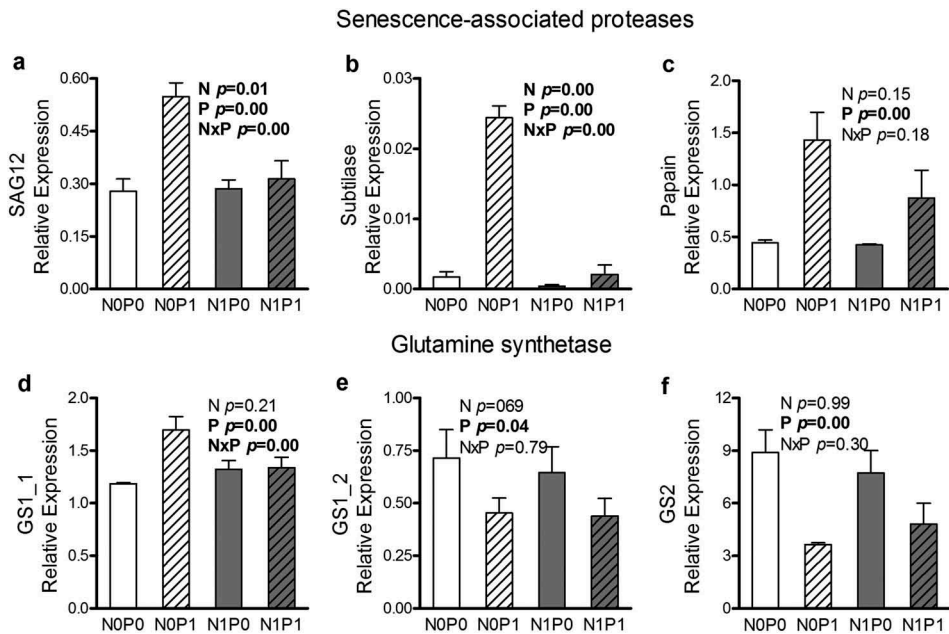 Senescence-associated proteases
a
SAG12
Relative Expression
0.60
0.45
0.30
0.15
0.00
N p=0.01
P p=0.00
NxP p=0.00
N0P0 N0P1 N1P0 N1P1
b
Subtilase
Relative Expression
0.03
0.02
0.01
0.00
N p=0.00
P p=0.00
NxP p=0.00
N0P0 N0P1 N1P0 N1P1
c
Papain
Relative Expression
2.0
1.5
1.0
0.5
0.0
N p=0.15
P p=0.00
NxP p=0.18
N0P0 N0P1 N1P0 N1P1
Glutamine synthetase
d
GS1_1
Relative Expression
2.0
1.5
1.0
0.5
0.0
N p=0.21
P p=0.00
NxP p=0.00
N0P0 N0P1 N1P0 N1P1
e
GS1_2
Relative Expression
1.00
0.75
0.50
0.25
0.00
N p=069
P p=0.04
NxP p=0.79
N0P0 N0P1 N1P0 N1P1
f
GS2
Relative Expression
12
9
6
3
0
N p=0.99
P p=0.00
NxP p=0.30
N0P0 N0P1 N1P0 N1P1